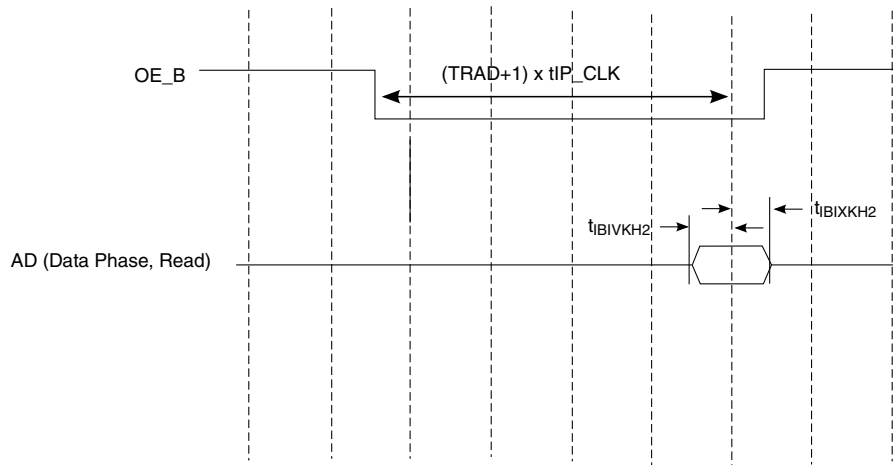 OE_B
(TRAD+1) x tIP_CLK
tIBIVKH2
tIBIXKH2
AD (Data Phase, Read)